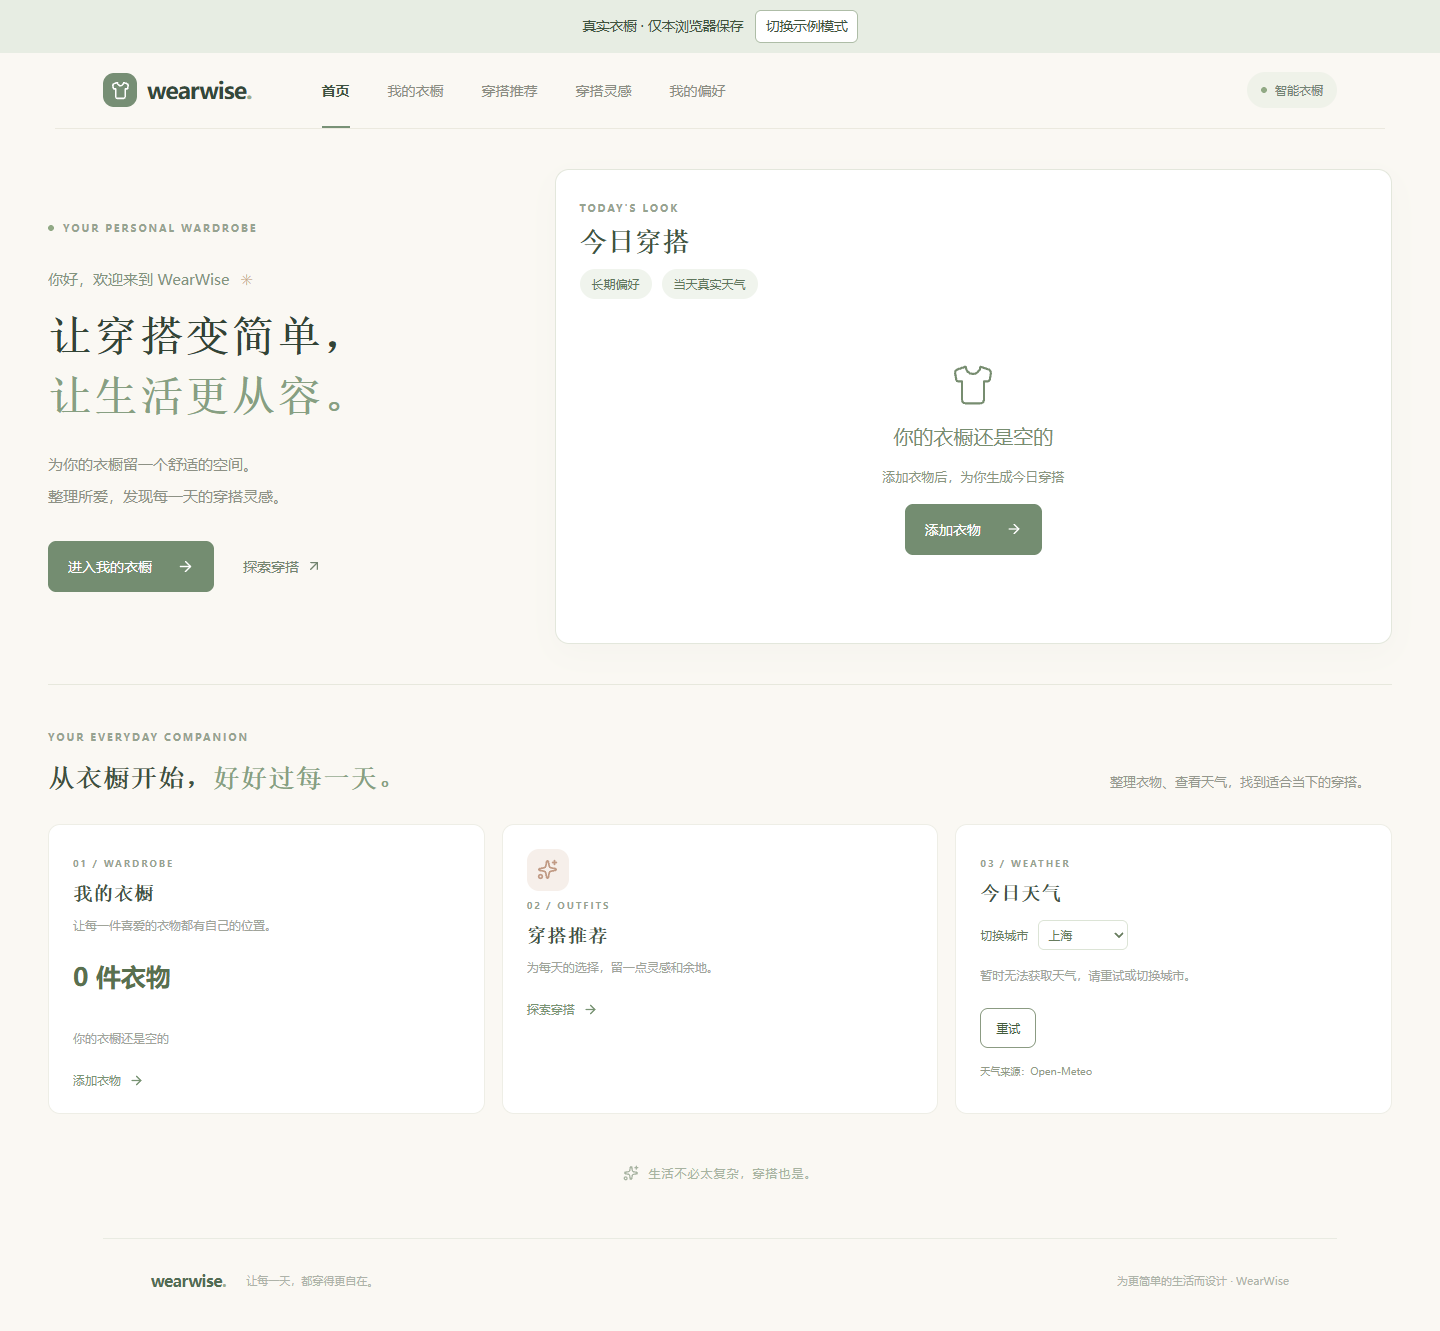 真实衣橱 · 仅本浏览器保存 切换示例模式
wearwise. 首页 我的衣橱 穿搭推荐 穿搭灵感 我的偏好 智能衣橱
YOUR PERSONAL WARDROBE
你好，欢迎来到 WearWise
让穿搭变简单，
让生活更从容。
为你的衣橱留一个舒适的空间。
整理所爱，发现每一天的穿搭灵感。
进入我的衣橱 探索穿搭
TODAY'S LOOK
今日穿搭
长期偏好 当天真实天气
你的衣橱还是空的
添加衣物后，为你生成今日穿搭
添加衣物
YOUR EVERYDAY COMPANION
从衣橱开始，好好过每一天。
整理衣物、查看天气，找到适合当下的穿搭。
01 / WARDROBE
我的衣橱
让每一件喜爱的衣物都有自己的位置。
0 件衣物
你的衣橱还是空的
添加衣物
02 / OUTFITS
穿搭推荐
为每天的选择，留一点灵感和余地。
探索穿搭
03 / WEATHER
今日天气
切换城市 上海
暂时无法获取天气，请重试或切换城市。
重试
天气来源：Open-Meteo
生活不必太复杂，穿搭也是。
wearwise. 让每一天，都穿得更自在。
为更简单的生活而设计 · WearWise